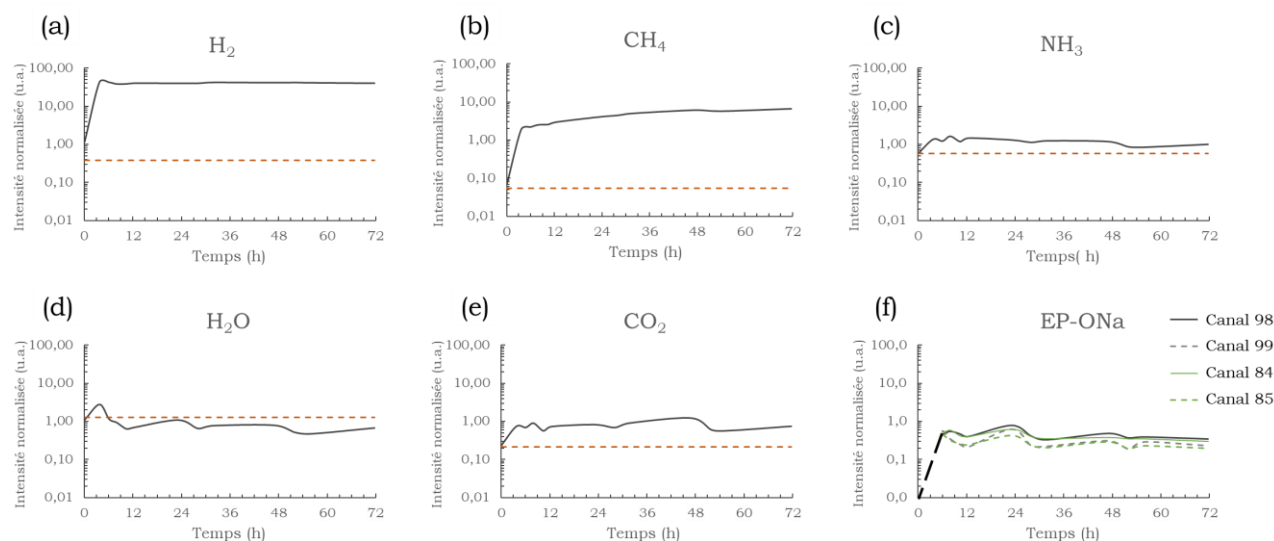 (a)
H₂
Intensité normalisée (u.a.)
100,00
10,00
1,00
0,10
0,01
0 12 24 36 48 60 72
Temps (h)
(b)
CH₄
Intensité normalisée (u.a.)
100,00
10,00
1,00
0,10
0,01
0 12 24 36 48 60 72
Temps (h)
(c)
NH₃
Intensité normalisée (u.a.)
100,00
10,00
1,00
0,10
0,01
0 12 24 36 48 60 72
Temps( h)
(d)
H₂O
Intensité normalisée (u.a.)
100,00
10,00
1,00
0,10
0,01
0 12 24 36 48 60 72
Temps (h)
(e)
CO₂
Intensité normalisée (u.a.)
100,00
10,00
1,00
0,10
0,01
0 12 24 36 48 60 72
Temps (h)
(f)
EP-ONa
Canal 98
Canal 99
Canal 84
Canal 85
Intensité normalisée (u.a.)
100,0
10,0
1,0
0,1
0,0
0 12 24 36 48 60 72
Temps (h)